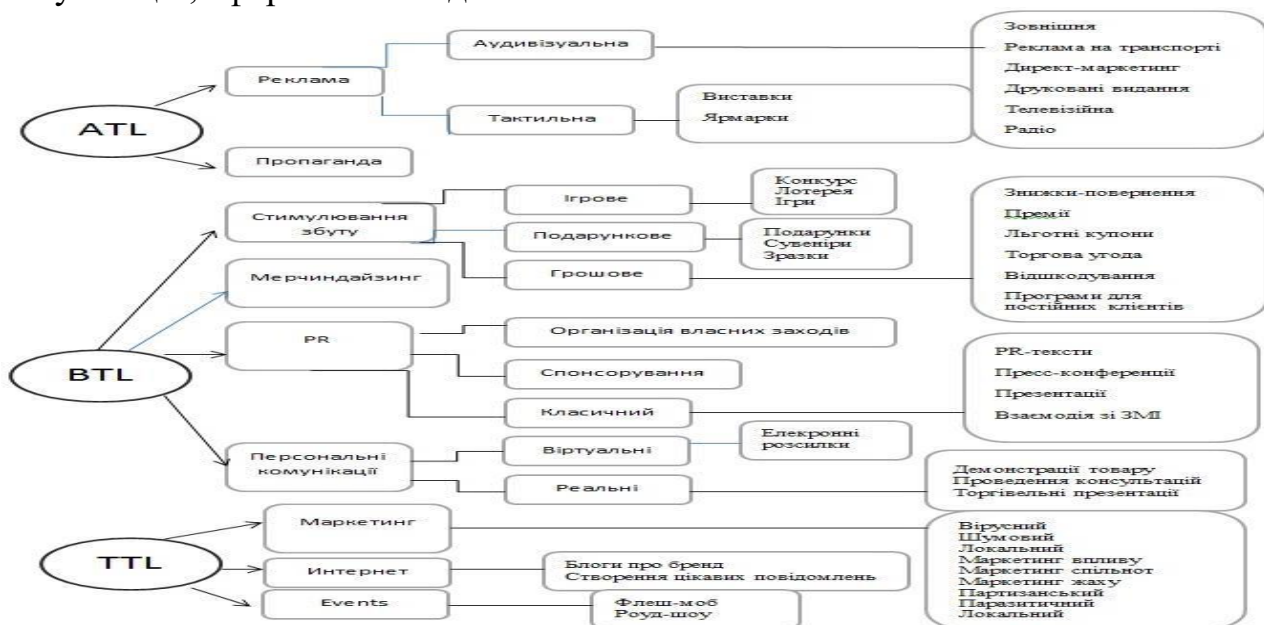 Аудивізуальна
Зовнішня
Реклама на транспорті
Директ-маркетинг
Друковані видання
Телевізійна
Радіо
Реклама
ATL
Тактильна
Виставки
Ярмарки
Пропаганда
Стимулювання
збуту
Ігрове
Конкурс
Лотерея
Ігри
Подарункове
Подарунки
Сувеніри
Зразки
Грошове
Знижки-повернення
Премії
Льготні купони
Торгова угода
Відшкодування
Програми для
постійних клієнтів
Мерчиндайзинг
BTL
PR
Організація власних заходів
Спонсорування
Класичний
PR-тексти
Пресс-конференції
Презентації
Взаємодія зі ЗМІ
Персональні
комунікації
Віртуальні
Елекронні
розсилки
Реальні
Демонстрації товару
Проведення консультацій
Торгівельні презентації
TTL
Маркетинг
Вірусний
Шумовий
Локальний
Маркетинг впливу
Маркетинг спільнот
Маркетинг жаху
Партизанський
Паразитичний
Локальний
Интернет
Блоги про бренд
Створення цікавих повідомлень
Events
Флеш-моб
Роуд-шоу